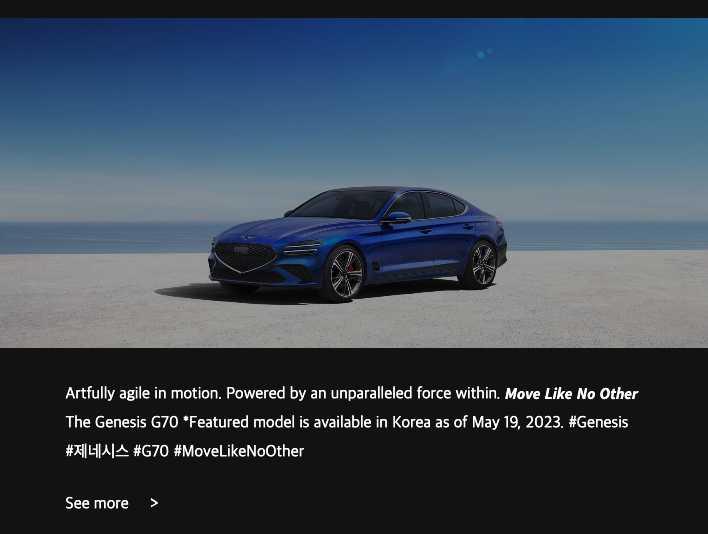 Artfully agile in motion. Powered by an unparalleled force within. Move Like No Other
The Genesis G70 *Featured model is available in Korea as of May 19, 2023. #Genesis
#제네시스 #G70 #MoveLikeNoOther
See more >